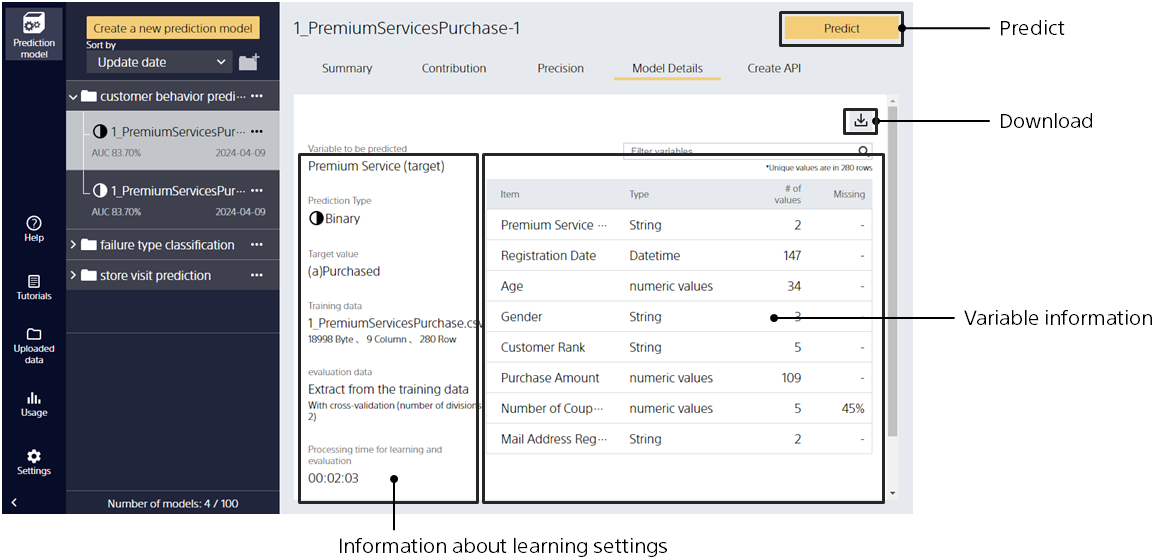 Prediction
model
Help
Tutorials
Uploaded
data
Usage
Settings
Create a new prediction model
Sort by
Update date
customer behavior predi···
1_PremiumServicesPur···
AUC 83.70% 2024-04-09
1_PremiumServicesPur···
AUC 83.70% 2024-04-09
failure type classification
store visit prediction
Number of models: 4 / 100
1_PremiumServicesPurchase-1
Predict
Summary Contribution Precision Model Details Create API
Variable to be predicted
Premium Service (target)
Prediction Type
Binary
Target value
(a)Purchased
Training data
1_PremiumServicesPurchase.csv
18998 Byte 、 9 Column 、 280 Row
evaluation data
Extract from the training data
With cross-validation (number of divisions
2)
Processing time for learning and
evaluation
00:02:03
Filter variables
*Unique values are in 280 rows
Item Type # of values Missing
Premium Service ··· String 2 -
Registration Date Datetime 147 -
Age numeric values 34 -
Gender String 3 -
Customer Rank String 5 -
Purchase Amount numeric values 109 -
Number of Coup··· numeric values 5 45%
Mail Address Reg··· String 2 -
Predict
Download
Variable information
Information about learning settings